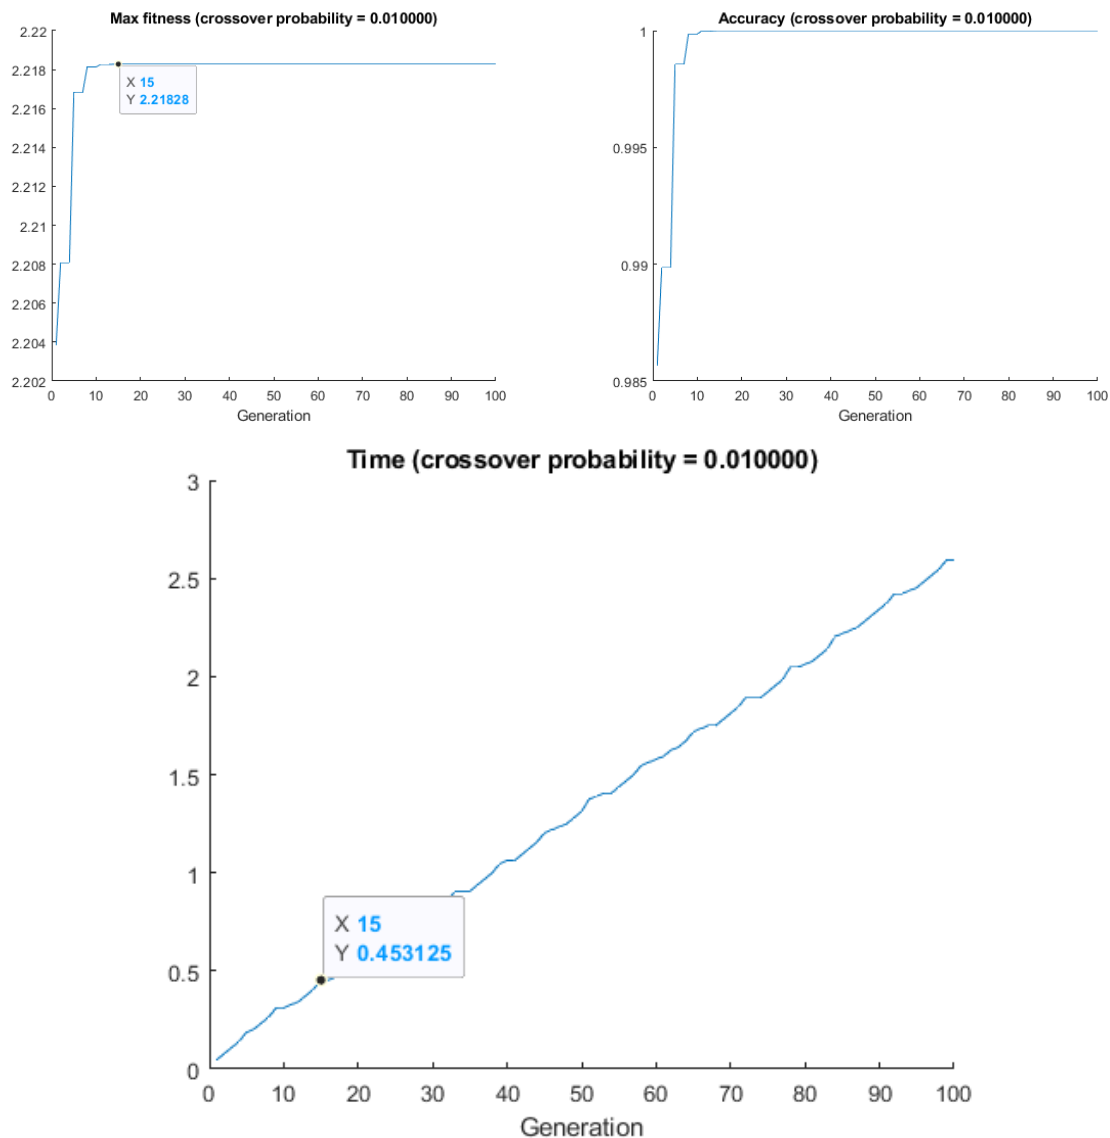 Max fitness (crossover probability = 0.010000)
2.22
2.218
2.216
2.214
2.212
2.21
2.208
2.206
2.204
2.202
X 15
Y 2.21828
0 10 20 30 40 50 60 70 80 90 100
Generation
Accuracy (crossover probability = 0.010000)
1
0.995
0.99
0.985
0 10 20 30 40 50 60 70 80 90 100
Generation
Time (crossover probability = 0.010000)
3
2.5
2
1.5
1
0.5
0
X 15
Y 0.453125
0 10 20 30 40 50 60 70 80 90 100
Generation